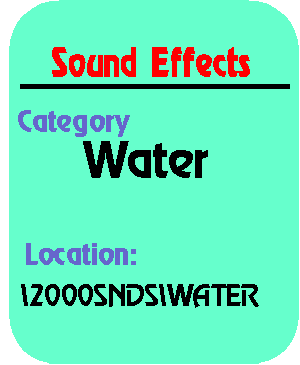 Sound Effects
Category
Water
Location:
\2000SNDS\WATER